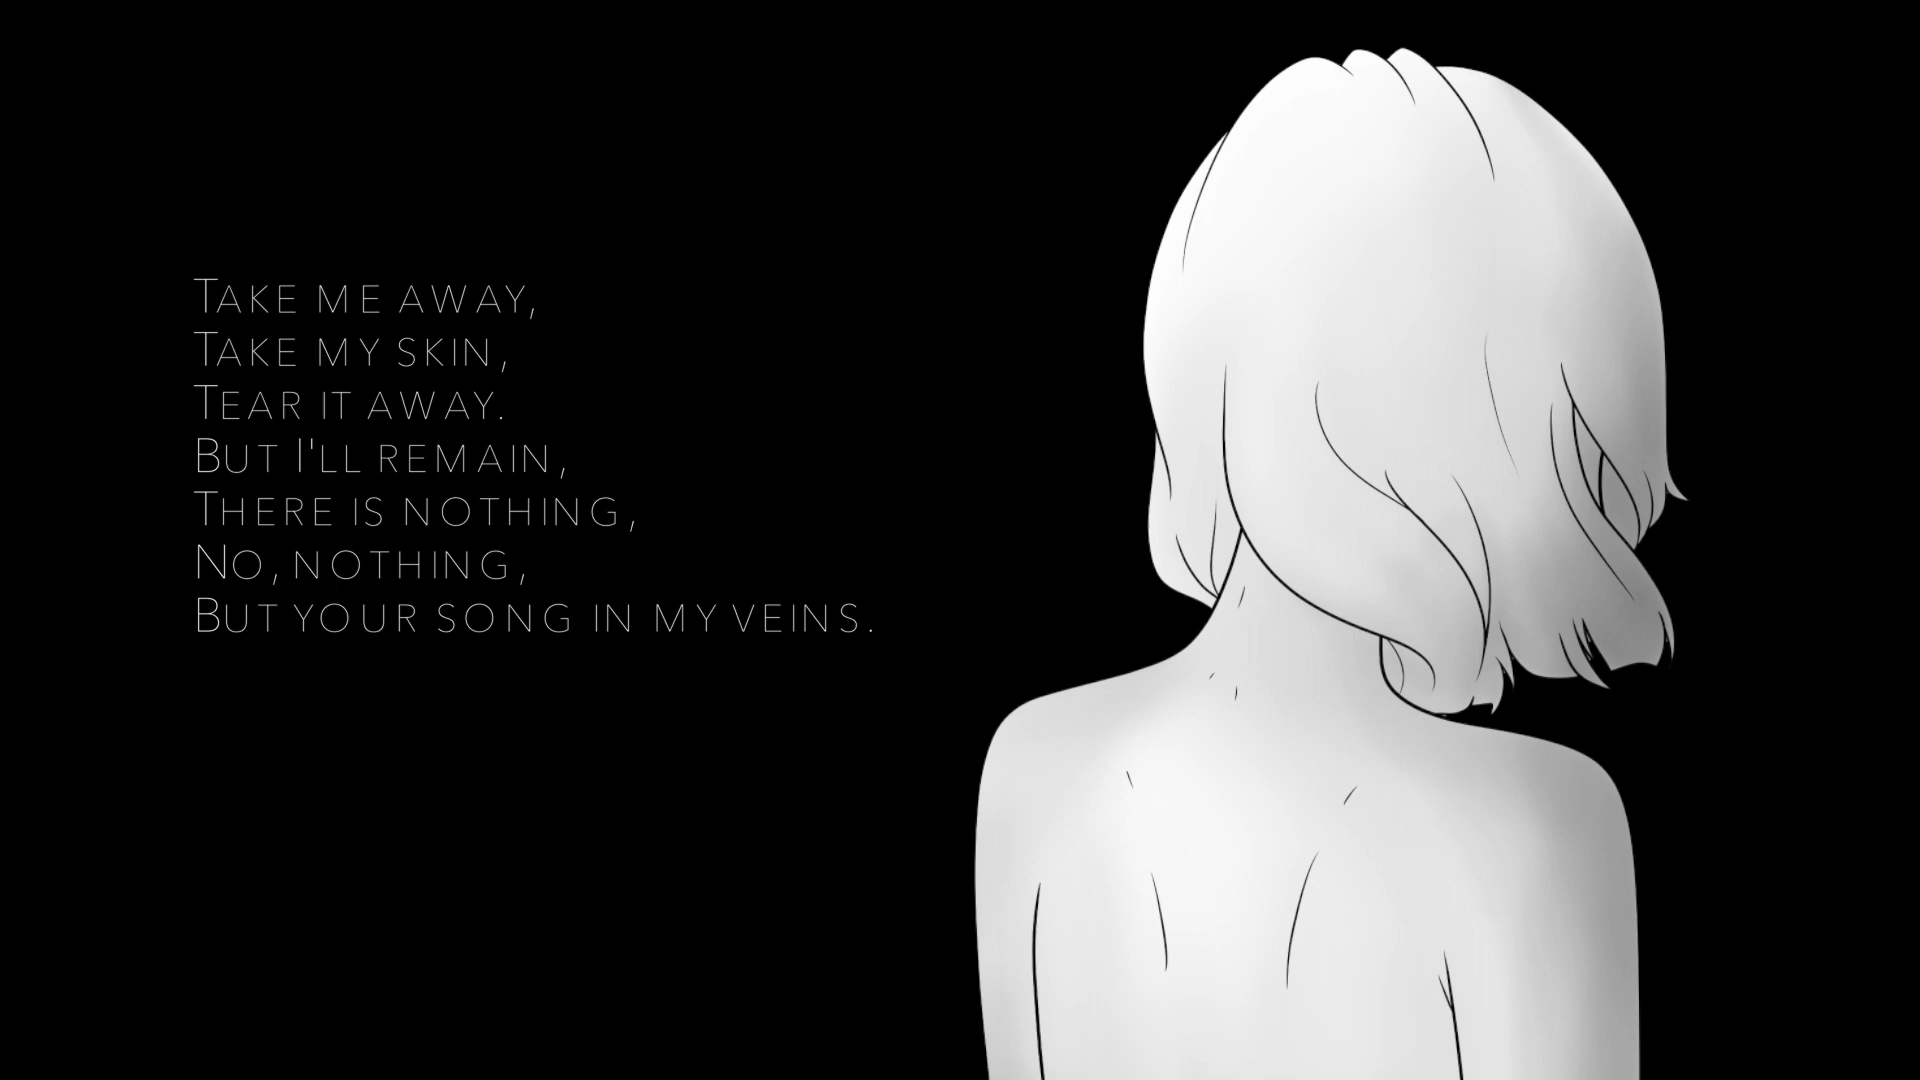 Take me away,
Take my skin,
Tear it away.
But I'll remain,
There is nothing,
No, nothing,
But your song in my veins.